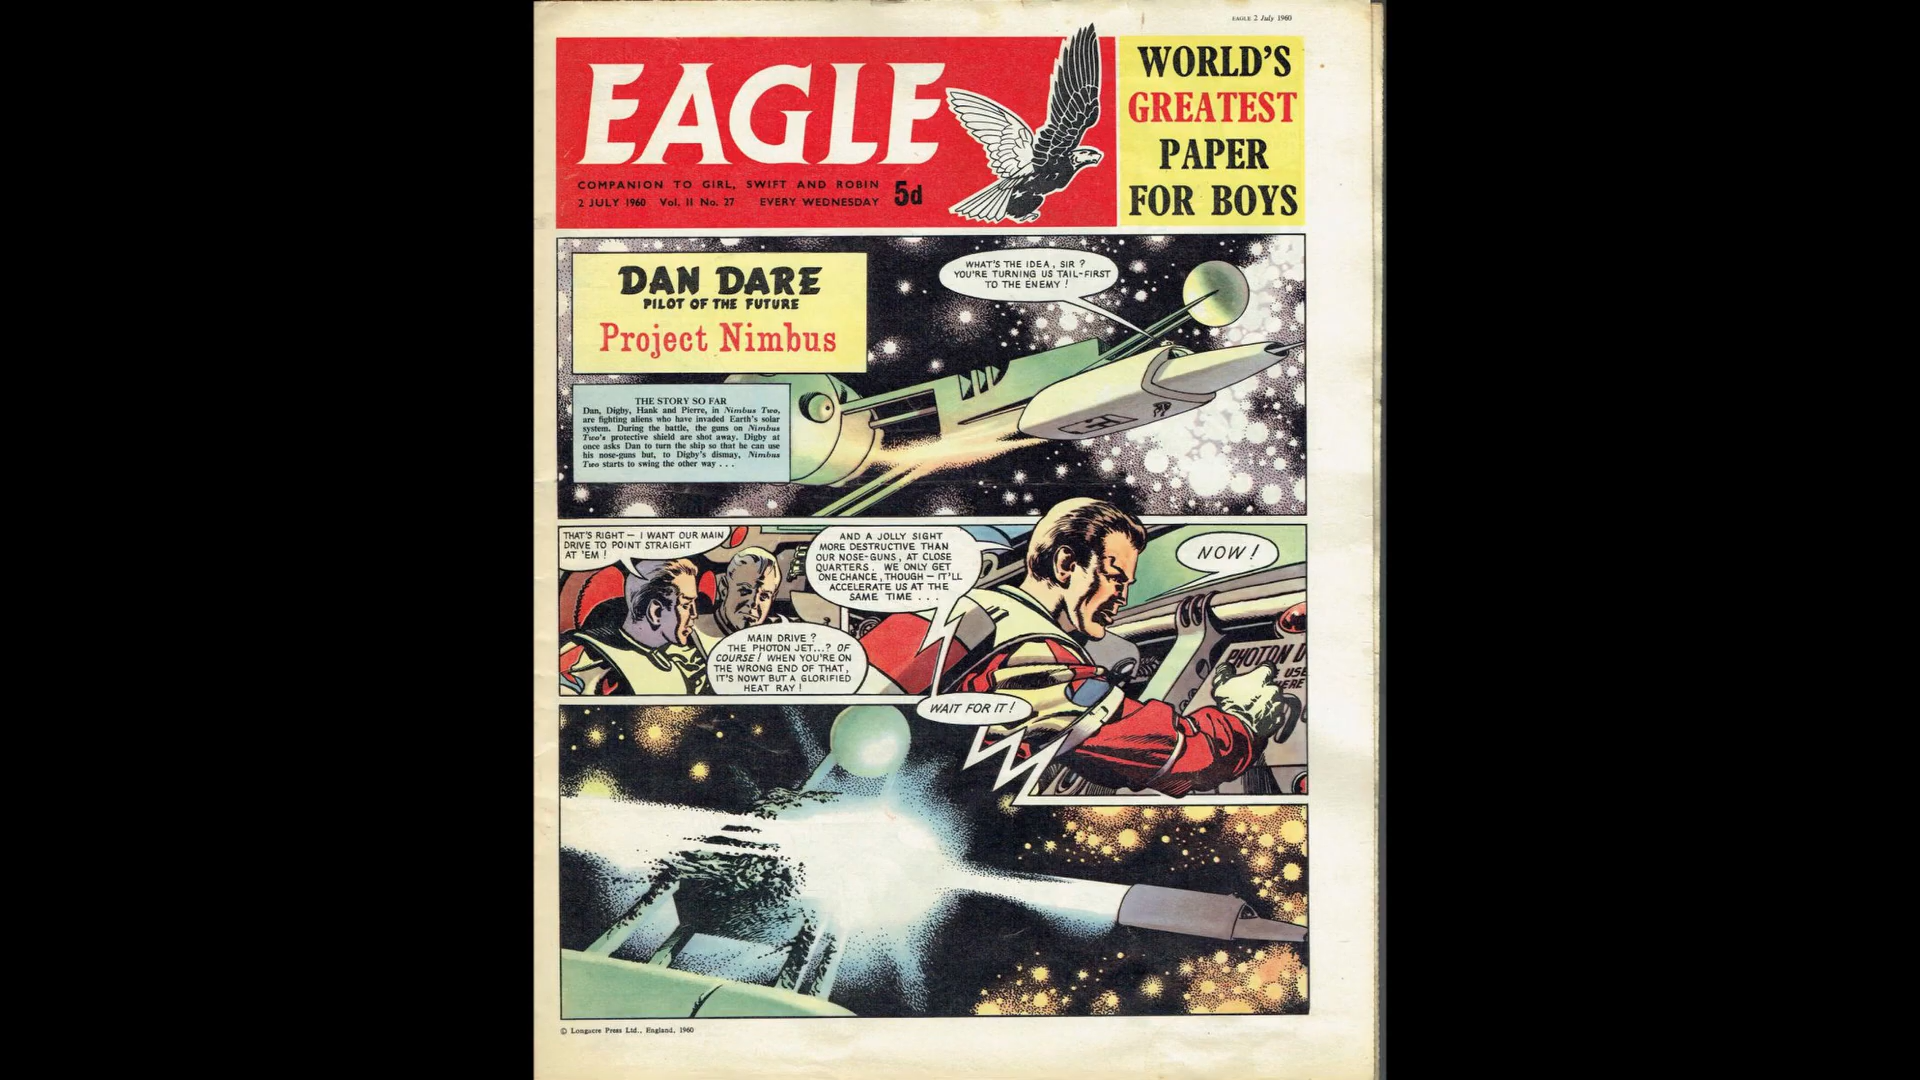 EAGLE 2 July 1960
EAGLE
COMPANION TO GIRL, SWIFT AND ROBIN
2 JULY 1960 Vol. II No. 27 EVERY WEDNESDAY
5d
WORLD'S
GREATEST
PAPER
FOR BOYS
DAN DARE
PILOT OF THE FUTURE
Project Nimbus
WHAT'S THE IDEA, SIR?
YOU'RE TURNING US TAIL-FIRST
TO THE ENEMY!
THE STORY SO FAR
Dan, Digby, Hank and Pierre, in Nimbus Two,
are fighting aliens who have invaded Earth's solar
system. During the battle, the guns on Nimbus
Two's protective shield are shot away. Digby at
once asks Dan to turn the ship so that he can use
his nose-guns but, to Digby's dismay, Nimbus
Two starts to swing the other way . . .
THAT'S RIGHT — I WANT OUR MAIN
DRIVE TO POINT STRAIGHT
AT 'EM!
MAIN DRIVE?
THE PHOTON JET...? OF
COURSE! WHEN YOU'RE ON
THE WRONG END OF THAT,
IT'S NOWT BUT A GLORIFIED
HEAT RAY!
AND A JOLLY SIGHT
MORE DESTRUCTIVE THAN
OUR NOSE-GUNS, AT CLOSE
QUARTERS. WE ONLY GET
ONE CHANCE, THOUGH — IT'LL
ACCELERATE US AT THE
SAME TIME . . .
WAIT FOR IT!
NOW!
PHOTON D
USE
HERE
© Longacre Press Ltd., England, 1960